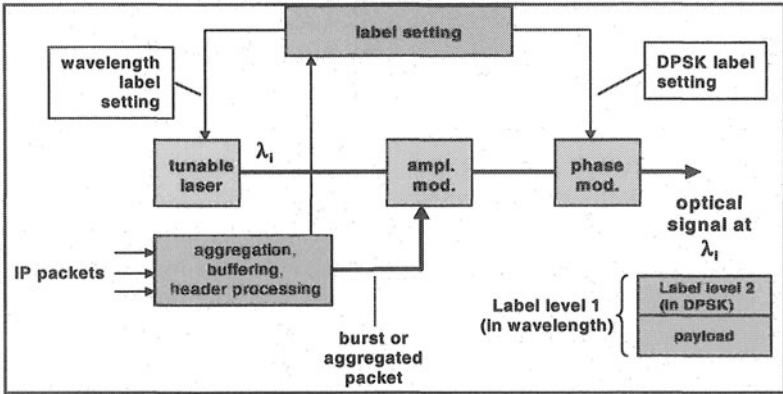 label setting
wavelength
label
setting
DPSK label
setting
tunable
laser
λi
ampl.
mod.
phase
mod.
optical
signal at
λi
IP packets
aggregation,
buffering,
header processing
burst or
aggregated
packet
Label level 1
(in wavelength)
Label level 2
(in DPSK)
payload